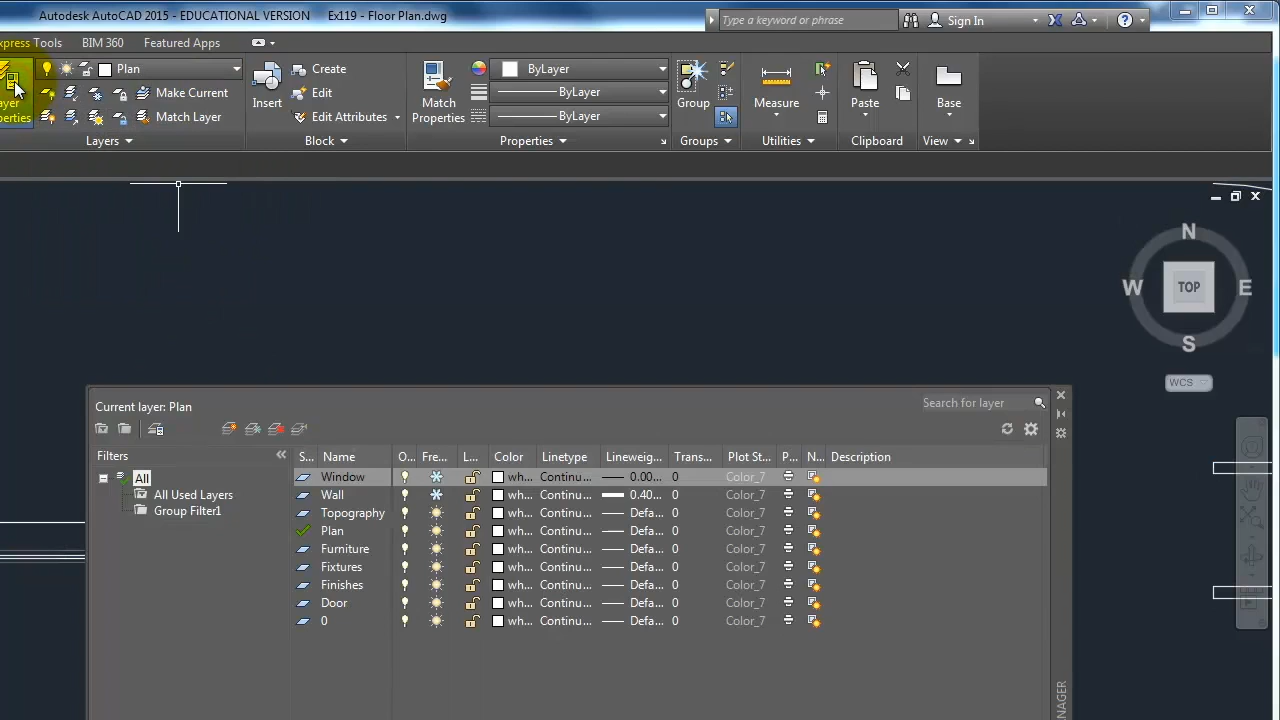 Autodesk AutoCAD 2015 - EDUCATIONAL VERSION Ex119 - Floor Plan.dwg
Type a keyword or phrase
Sign In
xpress Tools BIM 360 Featured Apps
Plan
Create
ByLayer
Make Current
Edit
ByLayer
ayer
operties
Insert
Match
Properties
Group
Measure
Paste
Base
Match Layer
Edit Attributes
ByLayer
Layers
Block
Properties
Groups
Utilities
Clipboard
View
N
W
TOP
E
S
WCS
Current layer: Plan
Search for layer
Filters
S... Name O.. Fre... L... Color Linetype Lineweig... Trans... Plot St... P... N... Description
All
All Used Layers
Group Filter1
Window wh... Continu... 0.00... 0 Color_7
Wall wh... Continu... 0.40... 0 Color_7
Topography wh... Continu... Defa... 0 Color_7
Plan wh... Continu... Defa... 0 Color_7
Furniture wh... Continu... Defa... 0 Color_7
Fixtures wh... Continu... Defa... 0 Color_7
Finishes wh... Continu... Defa... 0 Color_7
Door wh... Continu... Defa... 0 Color_7
0 wh... Continu... Defa... 0 Color_7
NAGER